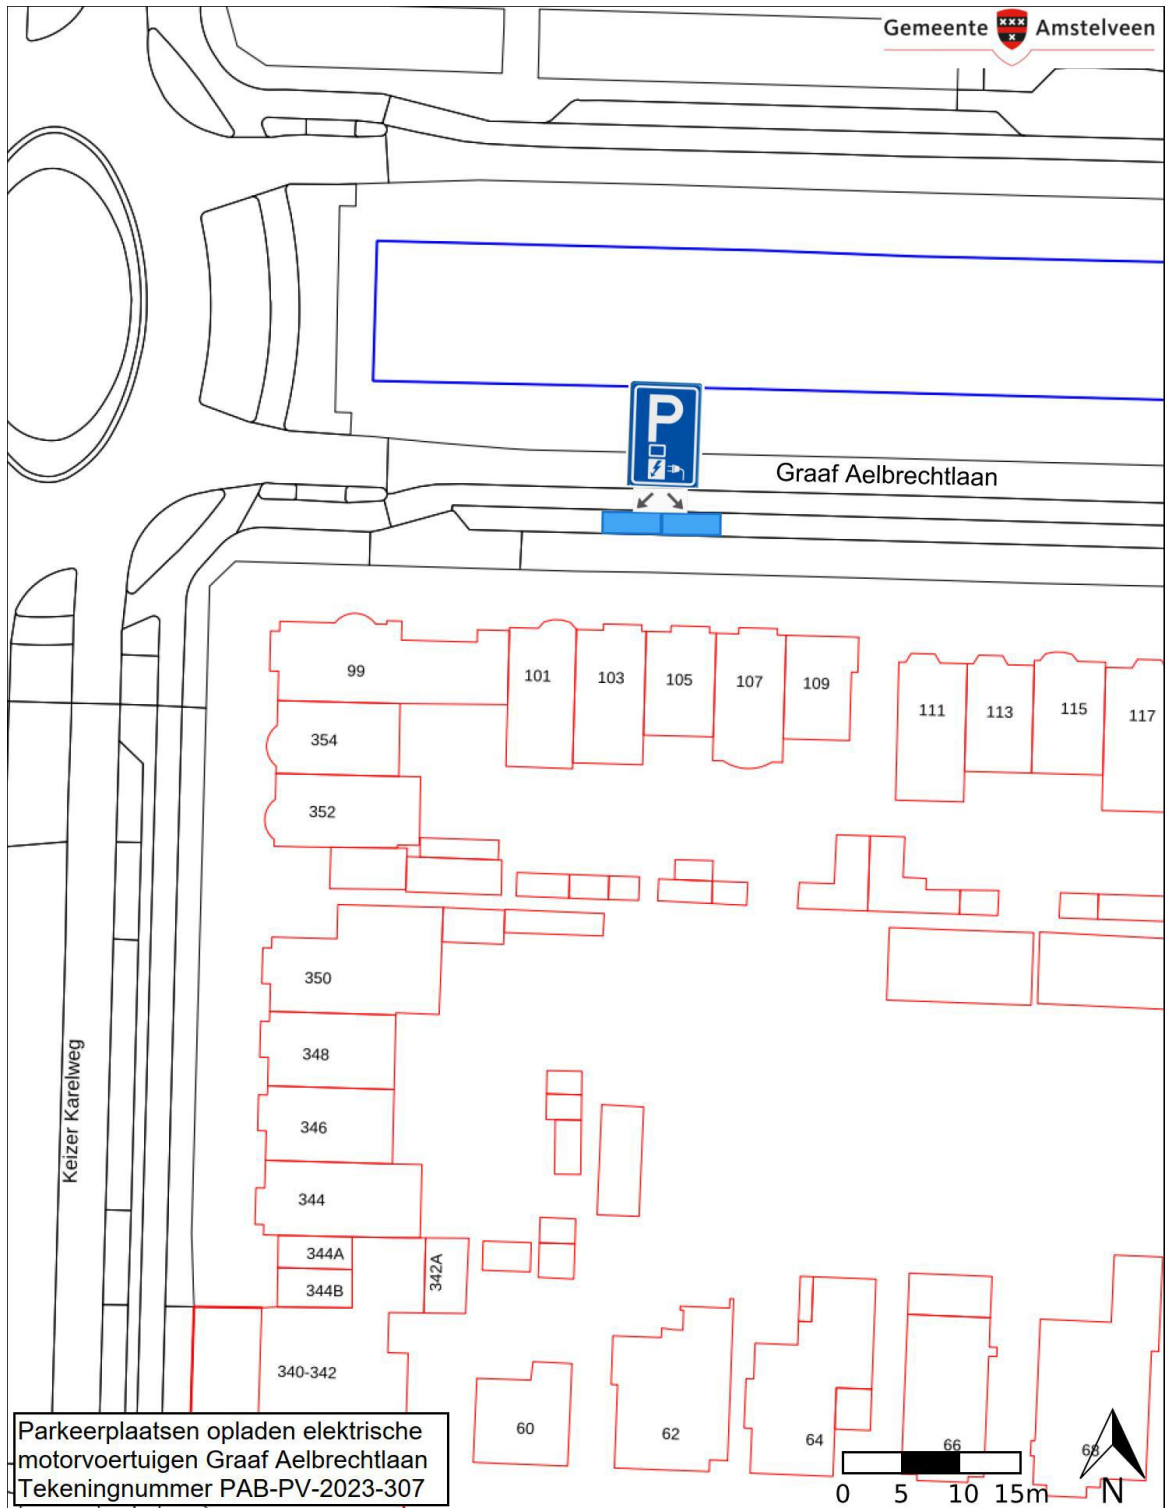 Gemeente Amstelveen
P
Graaf Aelbrechtlaan
99
101
103
105
107
109
111
113
115
117
354
352
350
348
346
344
344A
344B
342A
340-342
60
62
64
66
68
Keizer Karelweg
Parkeerplaatsen opladen elektrische
motorvoertuigen Graaf Aelbrechtlaan
Tekeningnummer PAB-PV-2023-307
0 5 10 15m
N